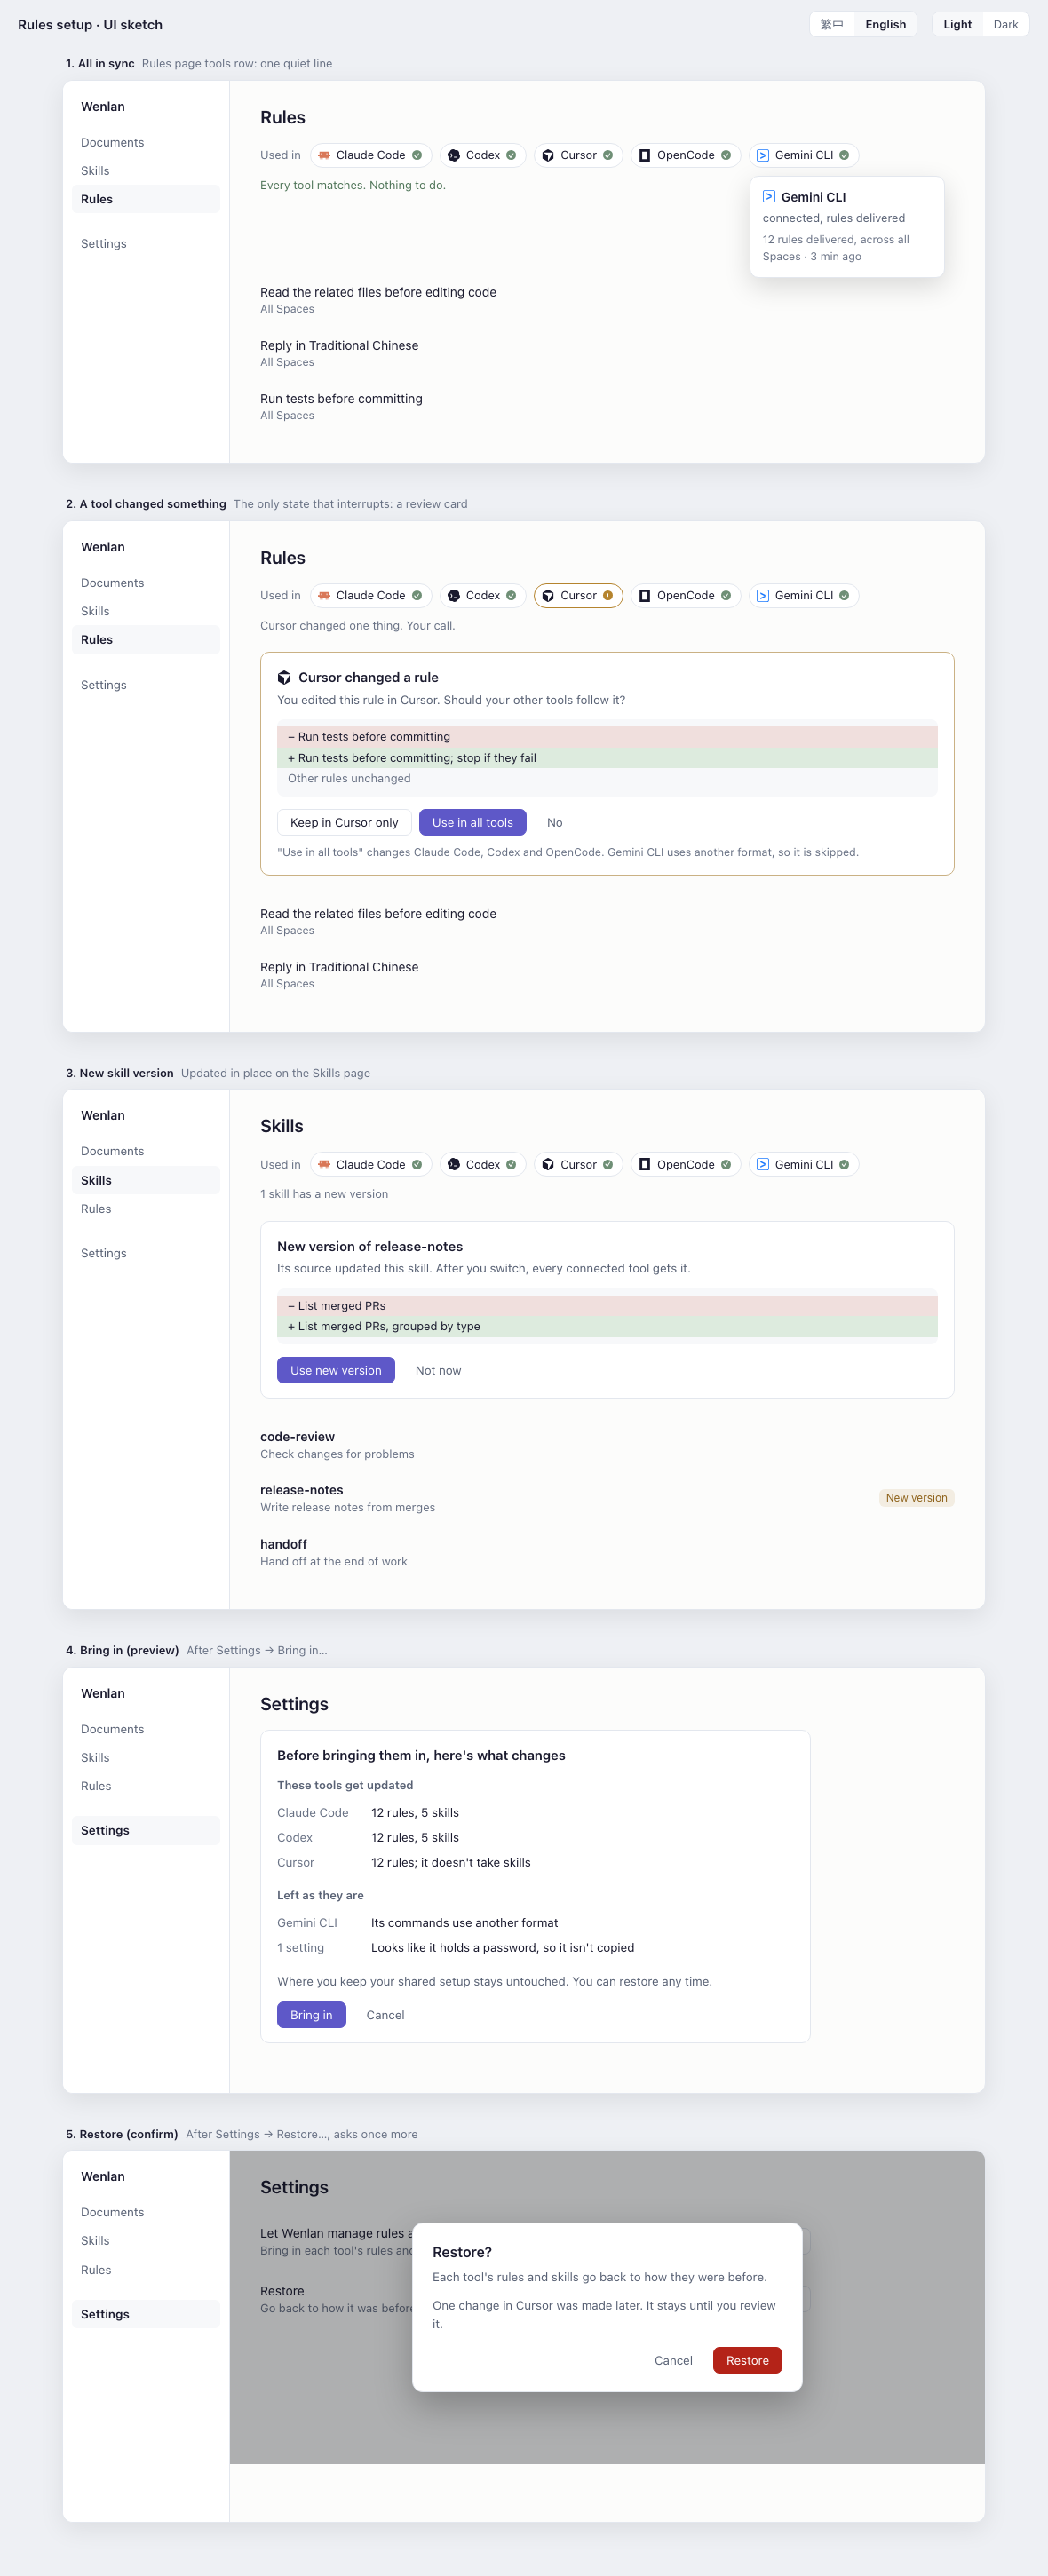 Rules setup · UI sketch
繁中 English Light Dark
1. All in sync Rules page tools row: one quiet line
Wenlan
Documents
Skills
Rules
Settings
Rules
Used in Claude Code Codex Cursor OpenCode Gemini CLI
Every tool matches. Nothing to do.
Gemini CLI
connected, rules delivered
12 rules delivered, across all
Spaces · 3 min ago
Read the related files before editing code
All Spaces
Reply in Traditional Chinese
All Spaces
Run tests before committing
All Spaces
2. A tool changed something The only state that interrupts: a review card
Wenlan
Documents
Skills
Rules
Settings
Rules
Used in Claude Code Codex Cursor OpenCode Gemini CLI
Cursor changed one thing. Your call.
Cursor changed a rule
You edited this rule in Cursor. Should your other tools follow it?
− Run tests before committing
+ Run tests before committing; stop if they fail
Other rules unchanged
Keep in Cursor only Use in all tools No
"Use in all tools" changes Claude Code, Codex and OpenCode. Gemini CLI uses another format, so it is skipped.
Read the related files before editing code
All Spaces
Reply in Traditional Chinese
All Spaces
3. New skill version Updated in place on the Skills page
Wenlan
Documents
Skills
Rules
Settings
Skills
Used in Claude Code Codex Cursor OpenCode Gemini CLI
1 skill has a new version
New version of release-notes
Its source updated this skill. After you switch, every connected tool gets it.
− List merged PRs
+ List merged PRs, grouped by type
Use new version Not now
code-review
Check changes for problems
release-notes
Write release notes from merges
New version
handoff
Hand off at the end of work
4. Bring in (preview) After Settings → Bring in…
Wenlan
Documents
Skills
Rules
Settings
Settings
Before bringing them in, here's what changes
These tools get updated
Claude Code 12 rules, 5 skills
Codex 12 rules, 5 skills
Cursor 12 rules; it doesn't take skills
Left as they are
Gemini CLI Its commands use another format
1 setting Looks like it holds a password, so it isn't copied
Where you keep your shared setup stays untouched. You can restore any time.
Bring in Cancel
5. Restore (confirm) After Settings → Restore…, asks once more
Wenlan
Documents
Skills
Rules
Settings
Settings
Let Wenlan manage rules
Bring in each tool's rules
Restore
Go back to how it was before
Restore?
Each tool's rules and skills go back to how they were before.
One change in Cursor was made later. It stays until you review
it.
Cancel Restore